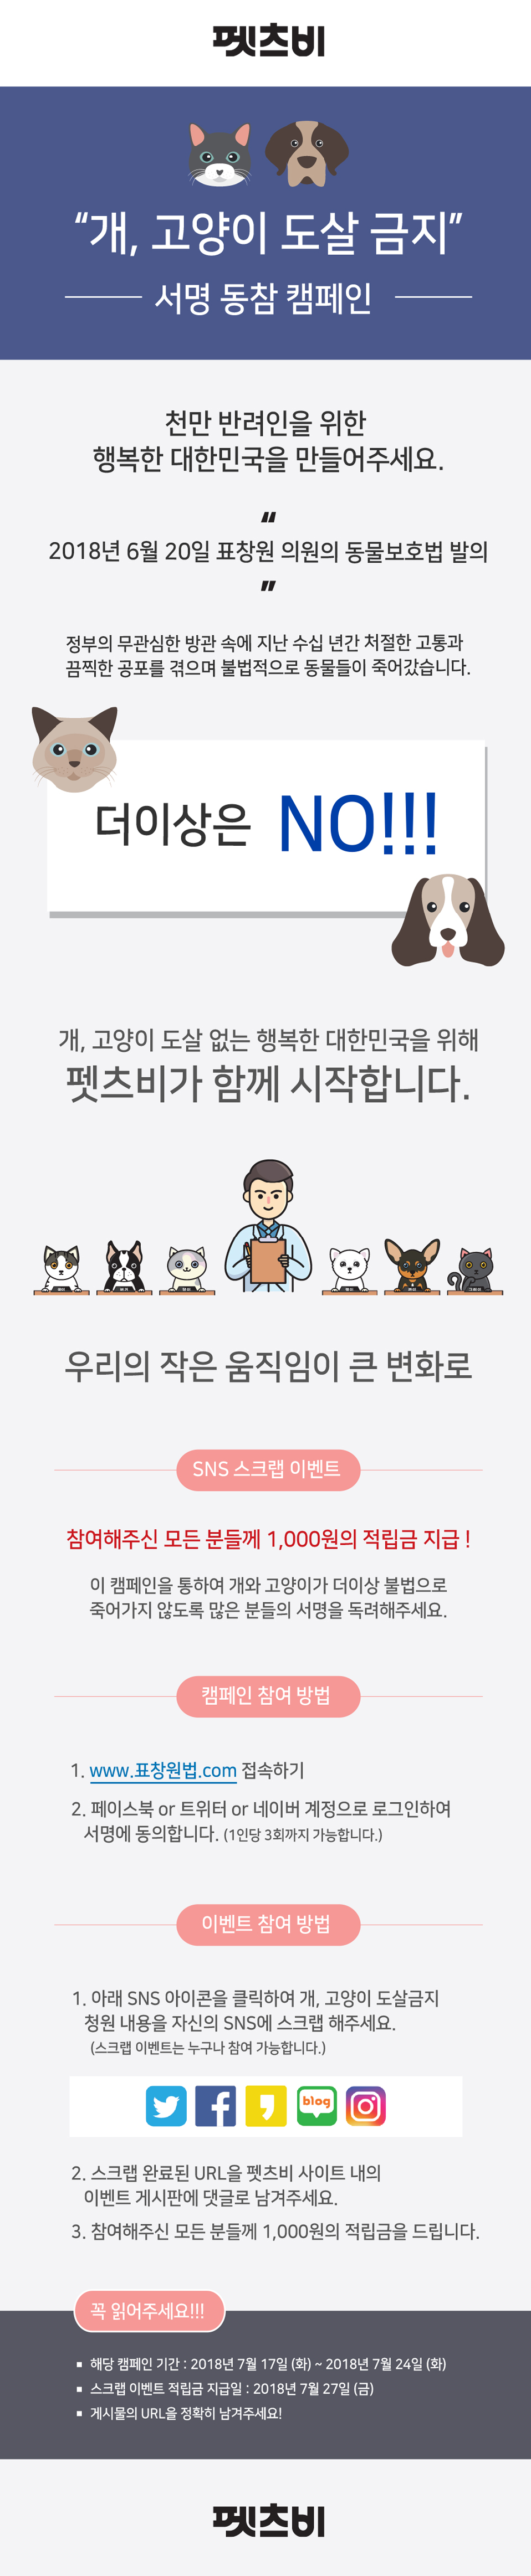 펫츠비
“개, 고양이 도살 금지”
서명 동참 캠페인
천만 반려인을 위한
행복한 대한민국을 만들어주세요.
“
2018년 6월 20일 표창원 의원의 동물보호법 발의
”
정부의 무관심한 방관 속에 지난 수십 년간 처절한 고통과
끔찍한 공포를 겪으며 불법적으로 동물들이 죽어갔습니다.
더이상은 NO!!!
개, 고양이 도살 없는 행복한 대한민국을 위해
펫츠비가 함께 시작합니다.
우리의 작은 움직임이 큰 변화로
SNS 스크랩 이벤트
참여해주신 모든 분들께 1,000원의 적립금 지급 !
이 캠페인을 통하여 개와 고양이가 더이상 불법으로
죽어가지 않도록 많은 분들의 서명을 독려해주세요.
캠페인 참여 방법
1. www.표창원법.com 접속하기
2. 페이스북 or 트위터 or 네이버 계정으로 로그인하여
서명에 동의합니다. (1인당 3회까지 가능합니다.)
이벤트 참여 방법
1. 아래 SNS 아이콘을 클릭하여 개, 고양이 도살금지
청원 내용을 자신의 SNS에 스크랩 해주세요.
(스크랩 이벤트는 누구나 참여 가능합니다.)
blog
2. 스크랩 완료된 URL을 펫츠비 사이트 내의
이벤트 게시판에 댓글로 남겨주세요.
3. 참여해주신 모든 분들께 1,000원의 적립금을 드립니다.
꼭 읽어주세요!!!
▪ 해당 캠페인 기간 : 2018년 7월 17일 (화) ~ 2018년 7월 24일 (화)
▪ 스크랩 이벤트 적립금 지급일 : 2018년 7월 27일 (금)
▪ 게시물의 URL을 정확히 남겨주세요!
펫츠비